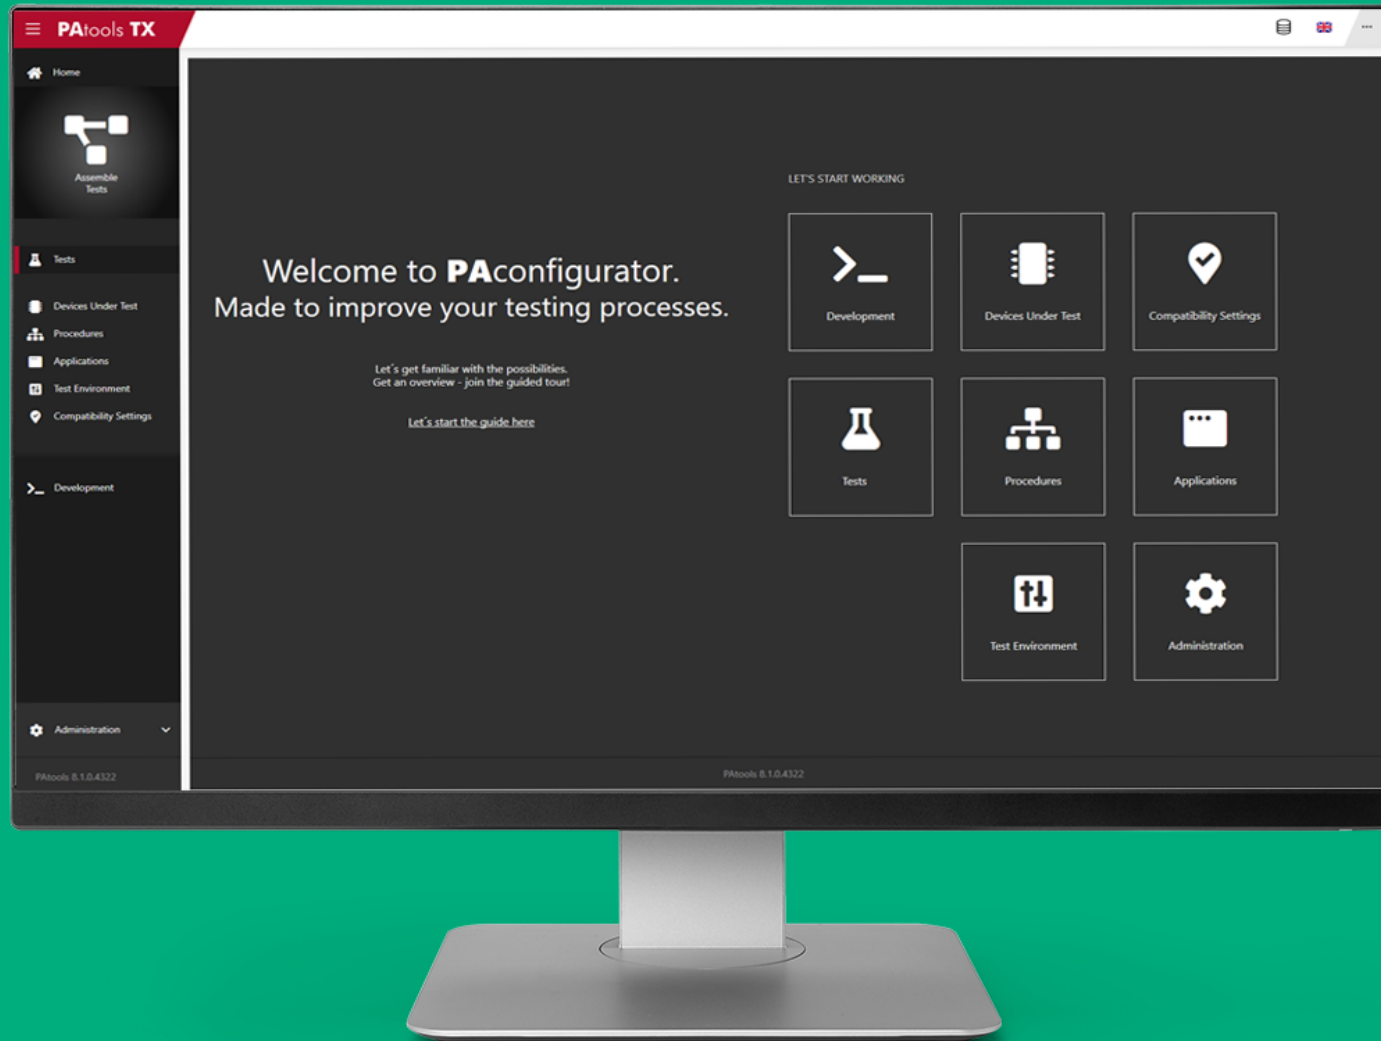 PAtools TX
Home
Assemble
Tests
Tests
Devices Under Test
Procedures
Applications
Test Environment
Compatibility Settings
Development
Administration
PAtools 8.1.0.4322
Welcome to PAconfigurator.
Made to improve your testing processes.
Let´s get familiar with the possibilities.
Get an overview - join the guided tour!
Let´s start the guide here
LET'S START WORKING
Development
Devices Under Test
Compatibility Settings
Tests
Procedures
Applications
Test Environment
Administration
PAtools 8.1.0.4322